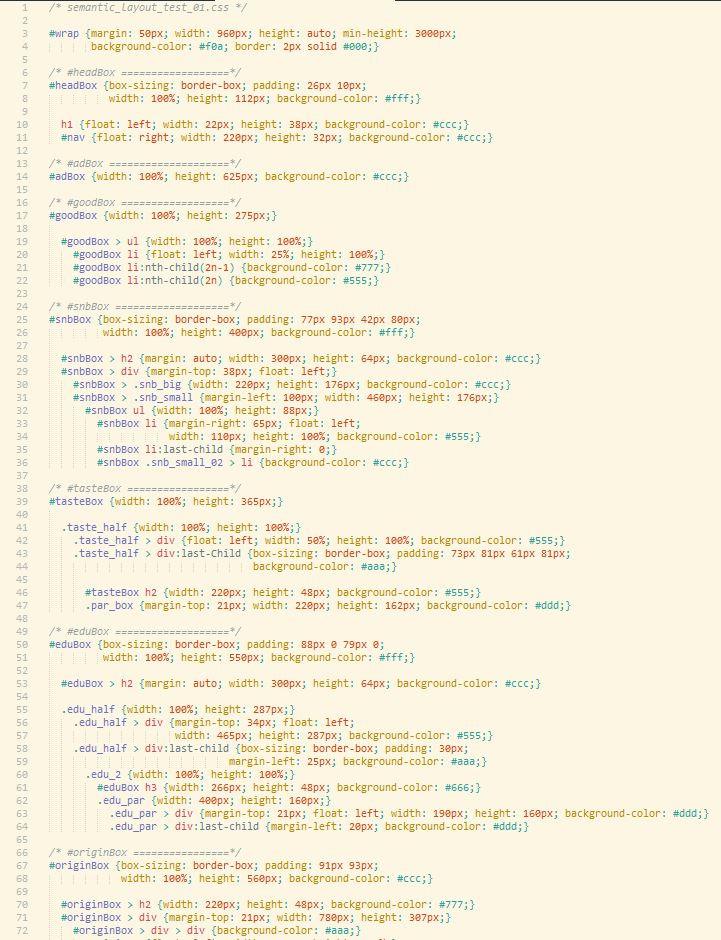 1 /* semantic_layout_test_01.css */
2
3 #wrap {margin: 50px; width: 960px; height: auto; min-height: 3000px;
4 background-color: #f0a; border: 2px solid #000;}
5
6 /* #headBox ==================*/
7 #headBox {box-sizing: border-box; padding: 26px 10px;
8 width: 100%; height: 112px; background-color: #fff;}
9
10 h1 {float: left; width: 22px; height: 38px; background-color: #ccc;}
11 #nav {float: right; width: 220px; height: 32px; background-color: #ccc;}
12
13 /* #adBox ===================*/
14 #adBox {width: 100%; height: 625px; background-color: #ccc;}
15
16 /* #goodBox ==================*/
17 #goodBox {width: 100%; height: 275px;}
18
19 #goodBox > ul {width: 100%; height: 100%;}
20 #goodBox li {float: left; width: 25%; height: 100%;}
21 #goodBox li:nth-child(2n-1) {background-color: #777;}
22 #goodBox li:nth-child(2n) {background-color: #555;}
23
24 /* #snbBox ==================*/
25 #snbBox {box-sizing: border-box; padding: 77px 93px 42px 80px;
26 width: 100%; height: 400px; background-color: #fff;}
27
28 #snbBox > h2 {margin: auto; width: 300px; height: 64px; background-color: #ccc;}
29 #snbBox > div {margin-top: 38px; float: left;}
30 #snbBox > .snb_big {width: 220px; height: 176px; background-color: #ccc;}
31 #snbBox > .snb_small {margin-left: 100px; width: 460px; height: 176px;}
32 #snbBox ul {width: 100%; height: 88px;}
33 #snbBox li {margin-right: 65px; float: left;
34 width: 110px; height: 100%; background-color: #555;}
35 #snbBox li:last-child {margin-right: 0;}
36 #snbBox .snb_small_02 > li {background-color: #ccc;}
37
38 /* #tasteBox =================*/
39 #tasteBox {width: 100%; height: 365px;}
40
41 .taste_half {width: 100%; height: 100%;}
42 .taste_half > div {float: left; width: 50%; height: 100%; background-color: #555;}
43 .taste_half > div:last-Child {box-sizing: border-box; padding: 73px 81px 61px 81px;
44 background-color: #aaa;}
45
46 #tasteBox h2 {width: 220px; height: 48px; background-color: #555;}
47 .par_box {margin-top: 21px; width: 220px; height: 162px; background-color: #ddd;}
48
49 /* #eduBox ==================*/
50 #eduBox {box-sizing: border-box; padding: 88px 0 79px 0;
51 width: 100%; height: 550px; background-color: #fff;}
52
53 #eduBox > h2 {margin: auto; width: 300px; height: 64px; background-color: #ccc;}
54
55 .edu_half {width: 100%; height: 287px;}
56 .edu_half > div {margin-top: 34px; float: left;
57 width: 465px; height: 287px; background-color: #555;}
58 .edu_half > div:last-child {box-sizing: border-box; padding: 30px;
59 margin-left: 25px; background-color: #aaa;}
60 .edu_2 {width: 100%; height: 100%;}
61 #eduBox h3 {width: 266px; height: 48px; background-color: #666;}
62 .edu_par {width: 400px; height: 160px;}
63 .edu_par > div {margin-top: 21px; float: left; width: 190px; height: 160px; background-color: #ddd;}
64 .edu_par > div:last-child {margin-left: 20px; background-color: #ddd;}
65
66 /* #originBox ================*/
67 #originBox {box-sizing: border-box; padding: 91px 93px;
68 width: 100%; height: 560px; background-color: #ccc;}
69
70 #originBox > h2 {width: 220px; height: 48px; background-color: #777;}
71 #originBox > div {margin-top: 21px; width: 780px; height: 307px;}
72 #originBox > div > div {background-color: #aaa;}